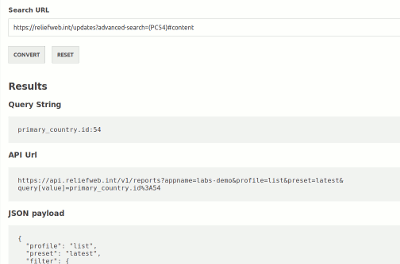 Search URL
https://reliefweb.int/updates?advanced-search=(PC54)#content
CONVERT RESET
Results
Query String
primary_country.id:54
API Url
https://api.reliefweb.int/v1/reports?appname=labs-demo&profile=list&preset=latest&
query[value]=primary_country.id%3A54
JSON payload
{
"profile": "list",
"preset": "latest",
"filter": {